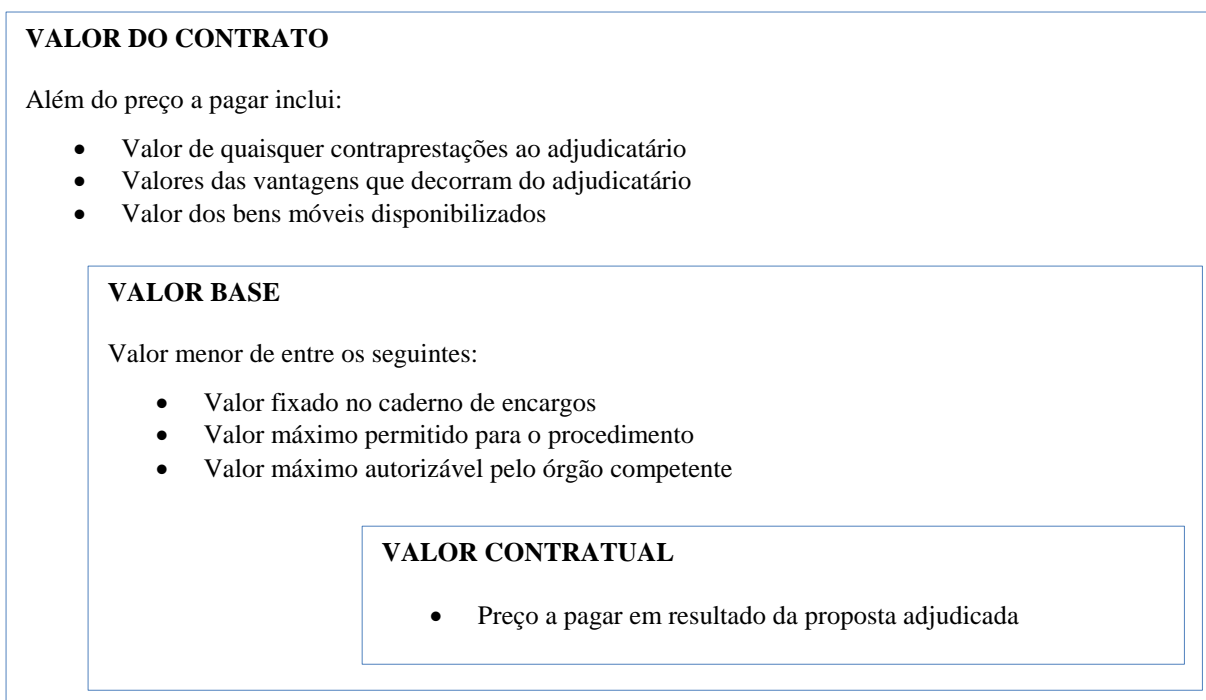 VALOR DO CONTRATO
Além do preço a pagar inclui:
• Valor de quaisquer contraprestações ao adjudicatário
• Valores das vantagens que decorram do adjudicatário
• Valor dos bens móveis disponibilizados
VALOR BASE
Valor menor de entre os seguintes:
• Valor fixado no caderno de encargos
• Valor máximo permitido para o procedimento
• Valor máximo autorizável pelo órgão competente
VALOR CONTRATUAL
• Preço a pagar em resultado da proposta adjudicada